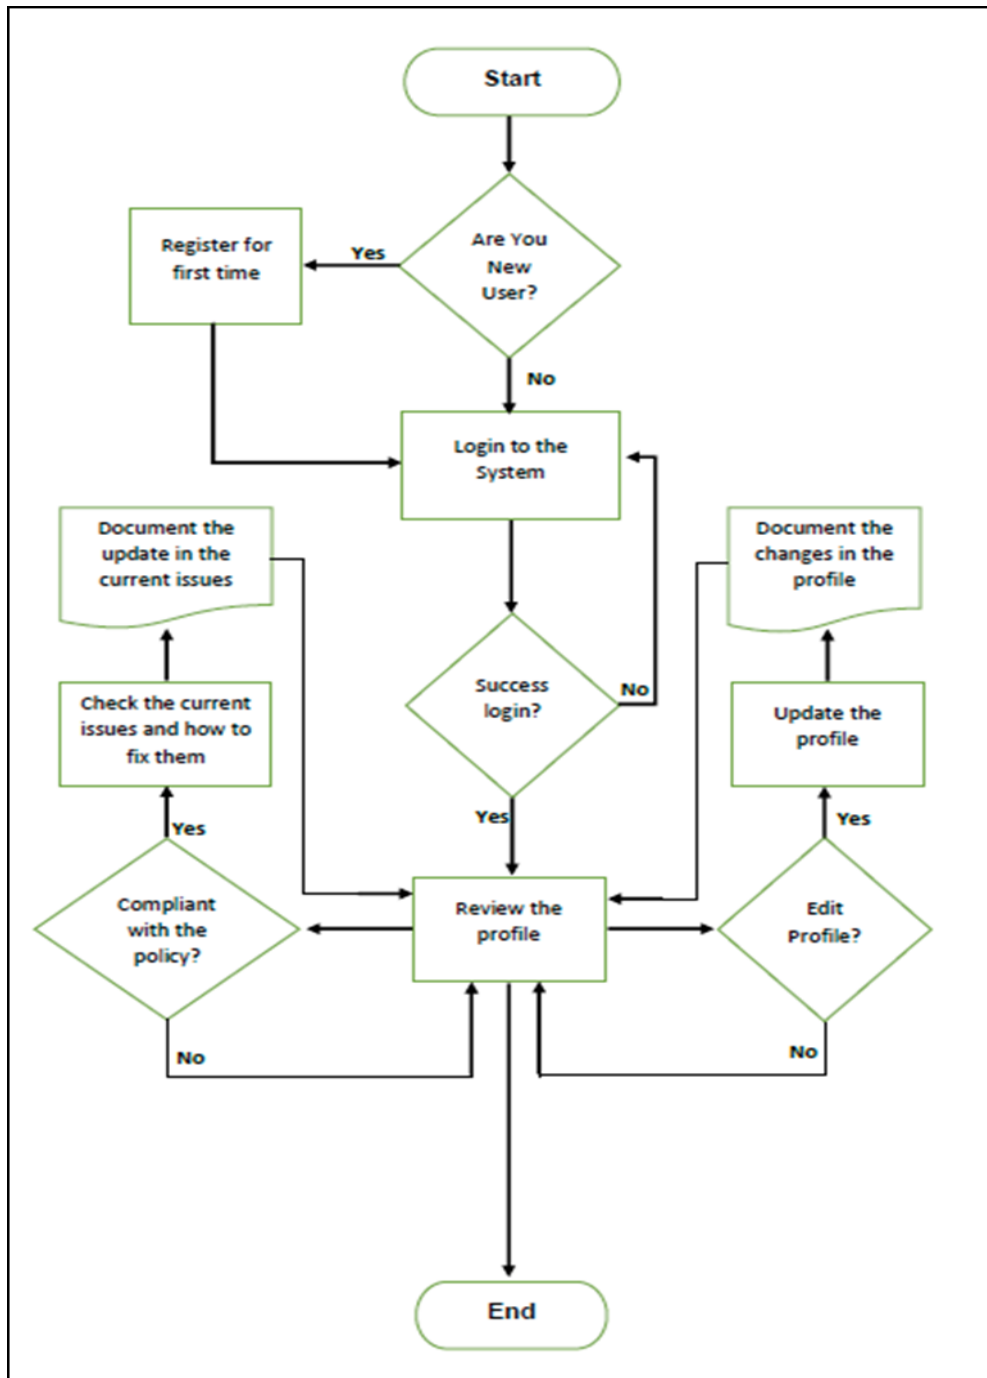 Start
Are You
New
User?
Yes
Register for
first time
No
Login to the
System
Document the
update in the
current issues
Document the
changes in the
profile
Success
login?
No
Check the current
issues and how to
fix them
Update the
profile
Yes
Yes
Yes
Compliant
with the
policy?
Review the
profile
Edit
Profile?
No
No
End